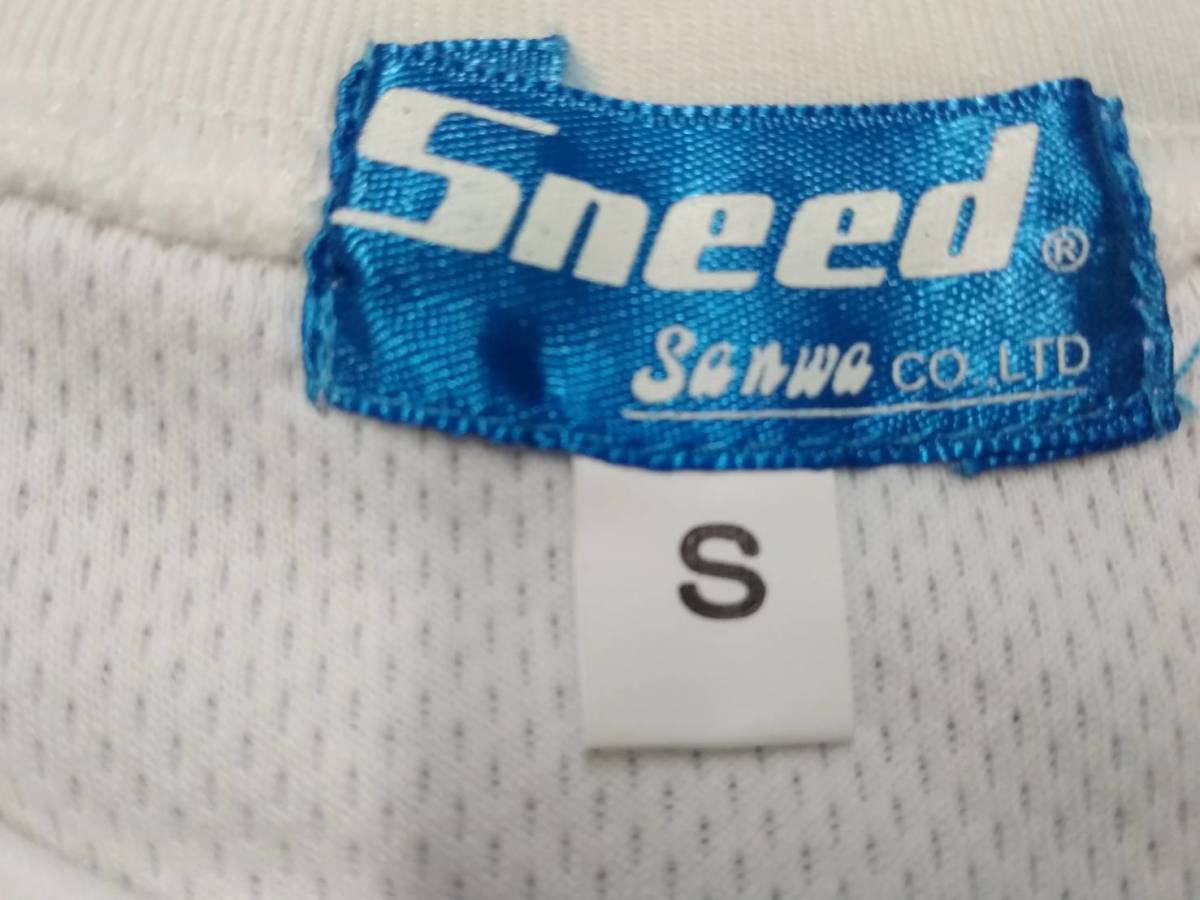 Sneed ®
Sanwa CO.,LTD
S